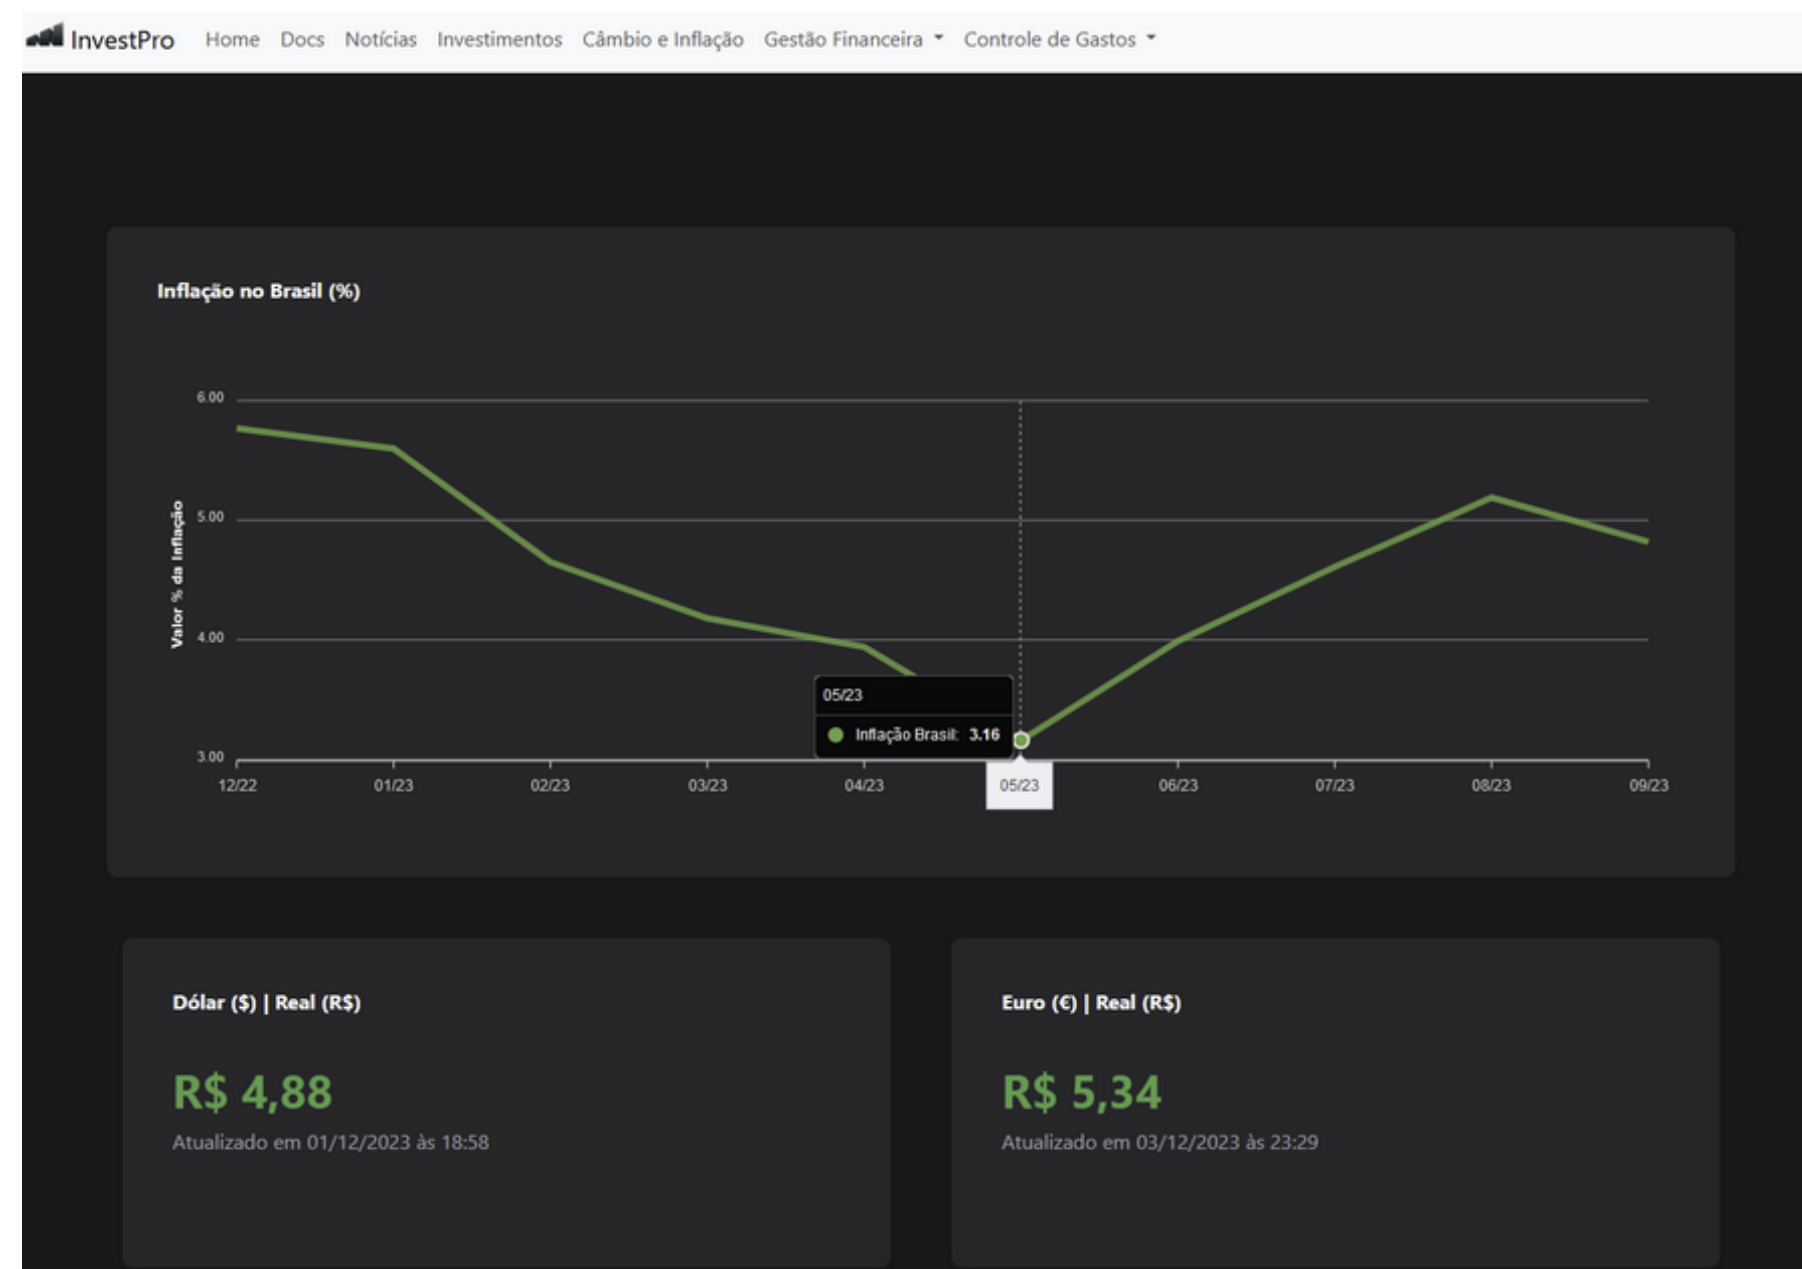 InvestPro Home Docs Notícias Investimentos Câmbio e Inflação Gestão Financeira Controle de Gastos
Inflação no Brasil (%)
Valor % da Inflação
6.00
5.00
4.00
3.00
05/23
Inflação Brasil: 3.16
12/22 01/23 02/23 03/23 04/23 05/23 06/23 07/23 08/23 09/23
Dólar ($) | Real (R$)
R$ 4,88
Atualizado em 01/12/2023 às 18:58
Euro (€) | Real (R$)
R$ 5,34
Atualizado em 03/12/2023 às 23:29